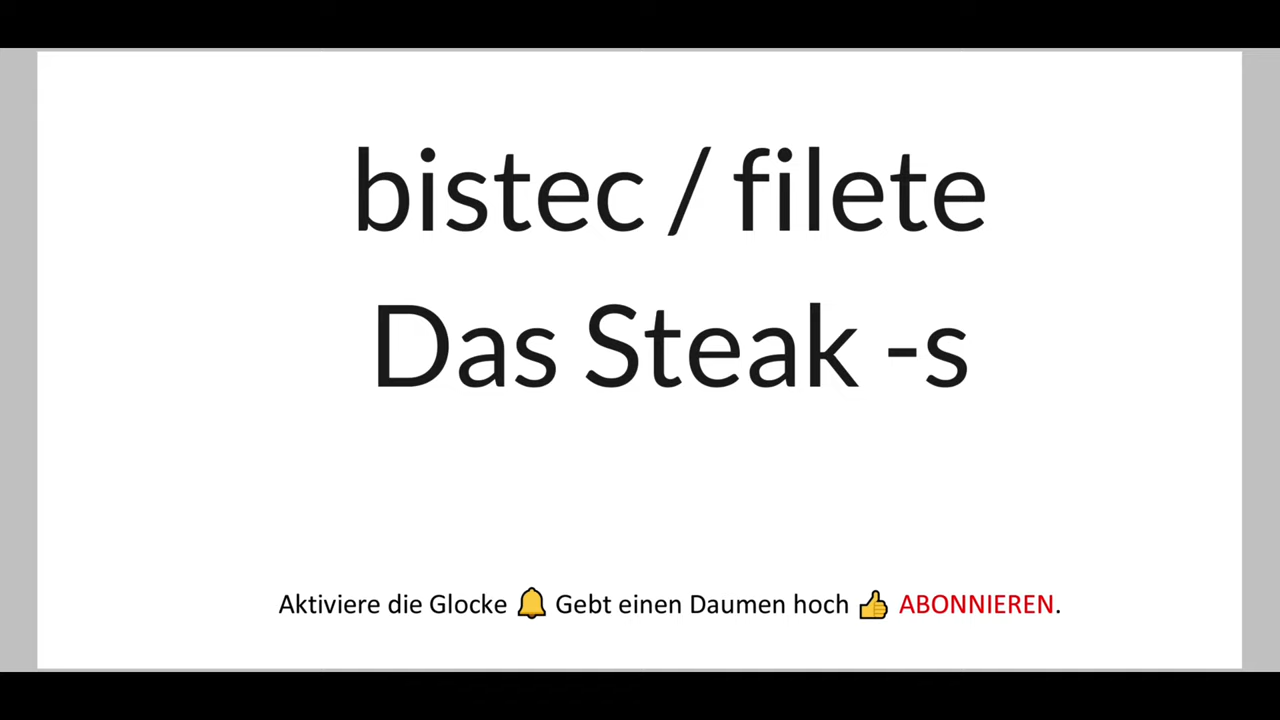 bistec / filete
Das Steak -s
Aktiviere die Glocke 🔔 Gebt einen Daumen hoch 👍 ABONNIEREN.